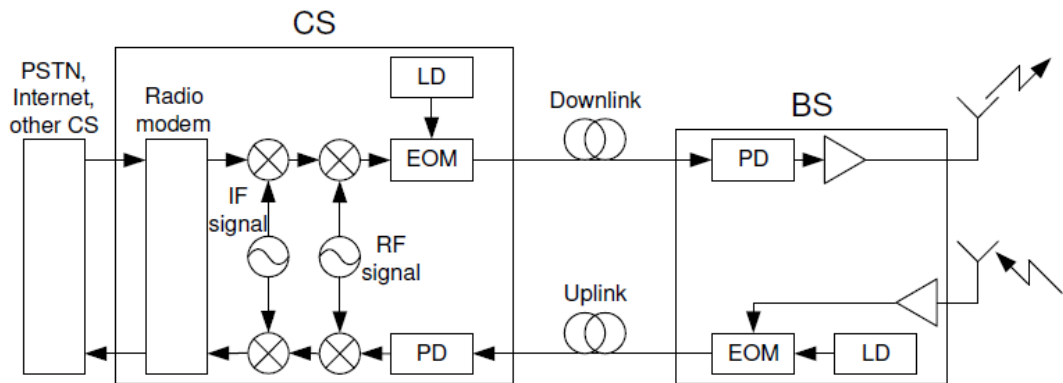 CS
PSTN,
Internet,
other CS
Radio
modem
LD
EOM
Downlink
BS
PD
IF
signal
RF
signal
Uplink
PD
EOM
LD